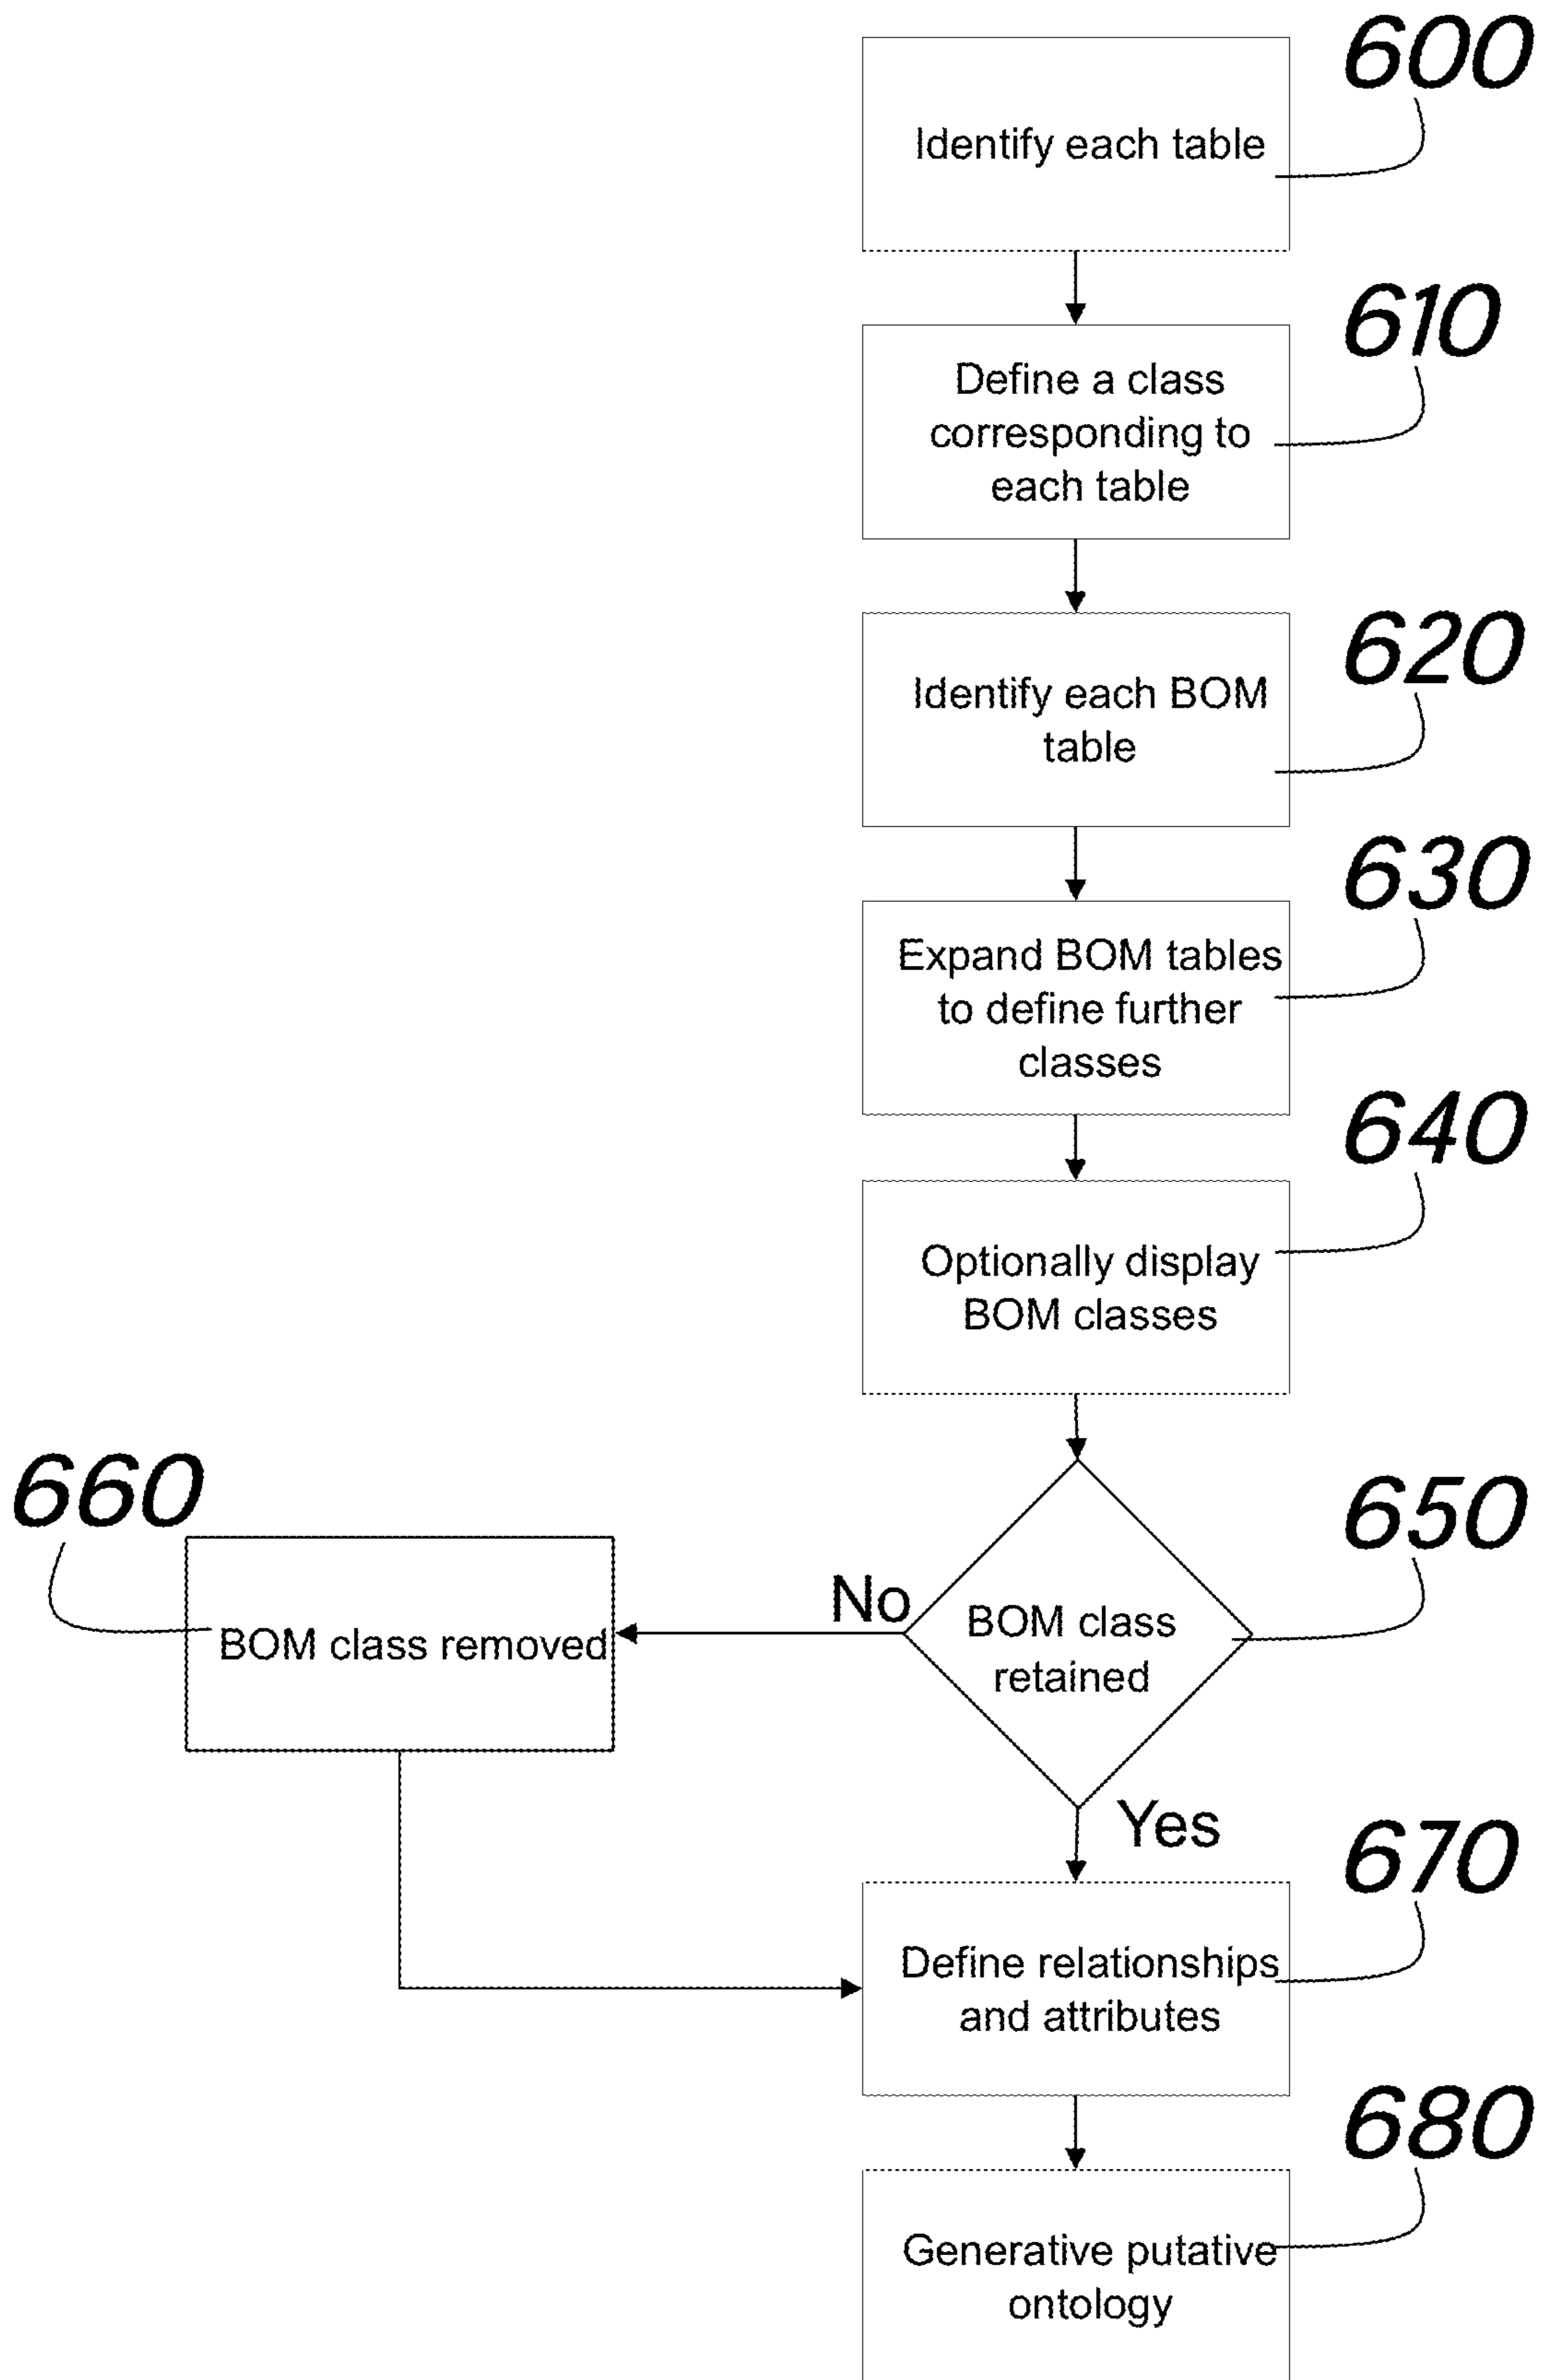 600
Identify each table
610
Define a class
corresponding to
each table
620
Identify each BOM
table
630
Expand BOM tables
to define further
classes
640
Optionally display
BOM classes
650
BOM class
retained
No
660
BOM class removed
Yes
670
Define relationships
and attributes
680
Generative putative
ontology